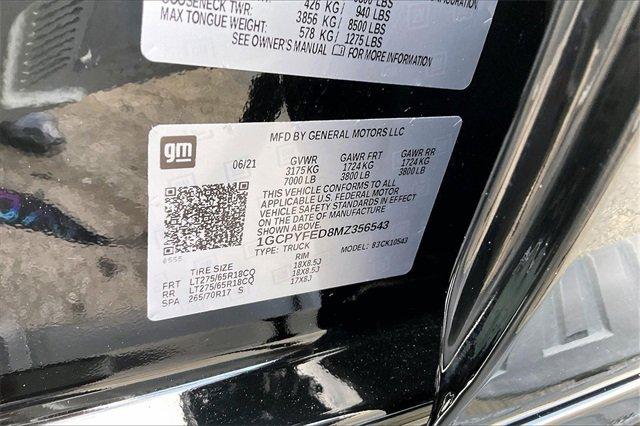 GOOSENECK TWR: 426 KG / 940 LBS
3856 KG / 8500 LBS
MAX TONGUE WEIGHT: 578 KG / 1275 LBS
SEE OWNER'S MANUAL FOR MORE INFORMATION
gm
MFD BY GENERAL MOTORS LLC
06/21 GVWR GAWR FRT GAWR RR
3175 KG 1724 KG 1724 KG
7000 LB 3800 LB 3800 LB
THIS VEHICLE CONFORMS TO ALL
APPLICABLE U.S. FEDERAL MOTOR
VEHICLE SAFETY STANDARDS IN EFFECT
ON THE DATE OF MANUFACTURE
SHOWN ABOVE.
1GCPYFED8MZ356543
8555 TYPE: TRUCK MODEL: 8JCK10543
TIRE SIZE RIM
FRT LT275/65R18CQ 18X8.5J
RR LT275/65R18CQ 18X8.5J
SPA 265/70R17 S 17X8J